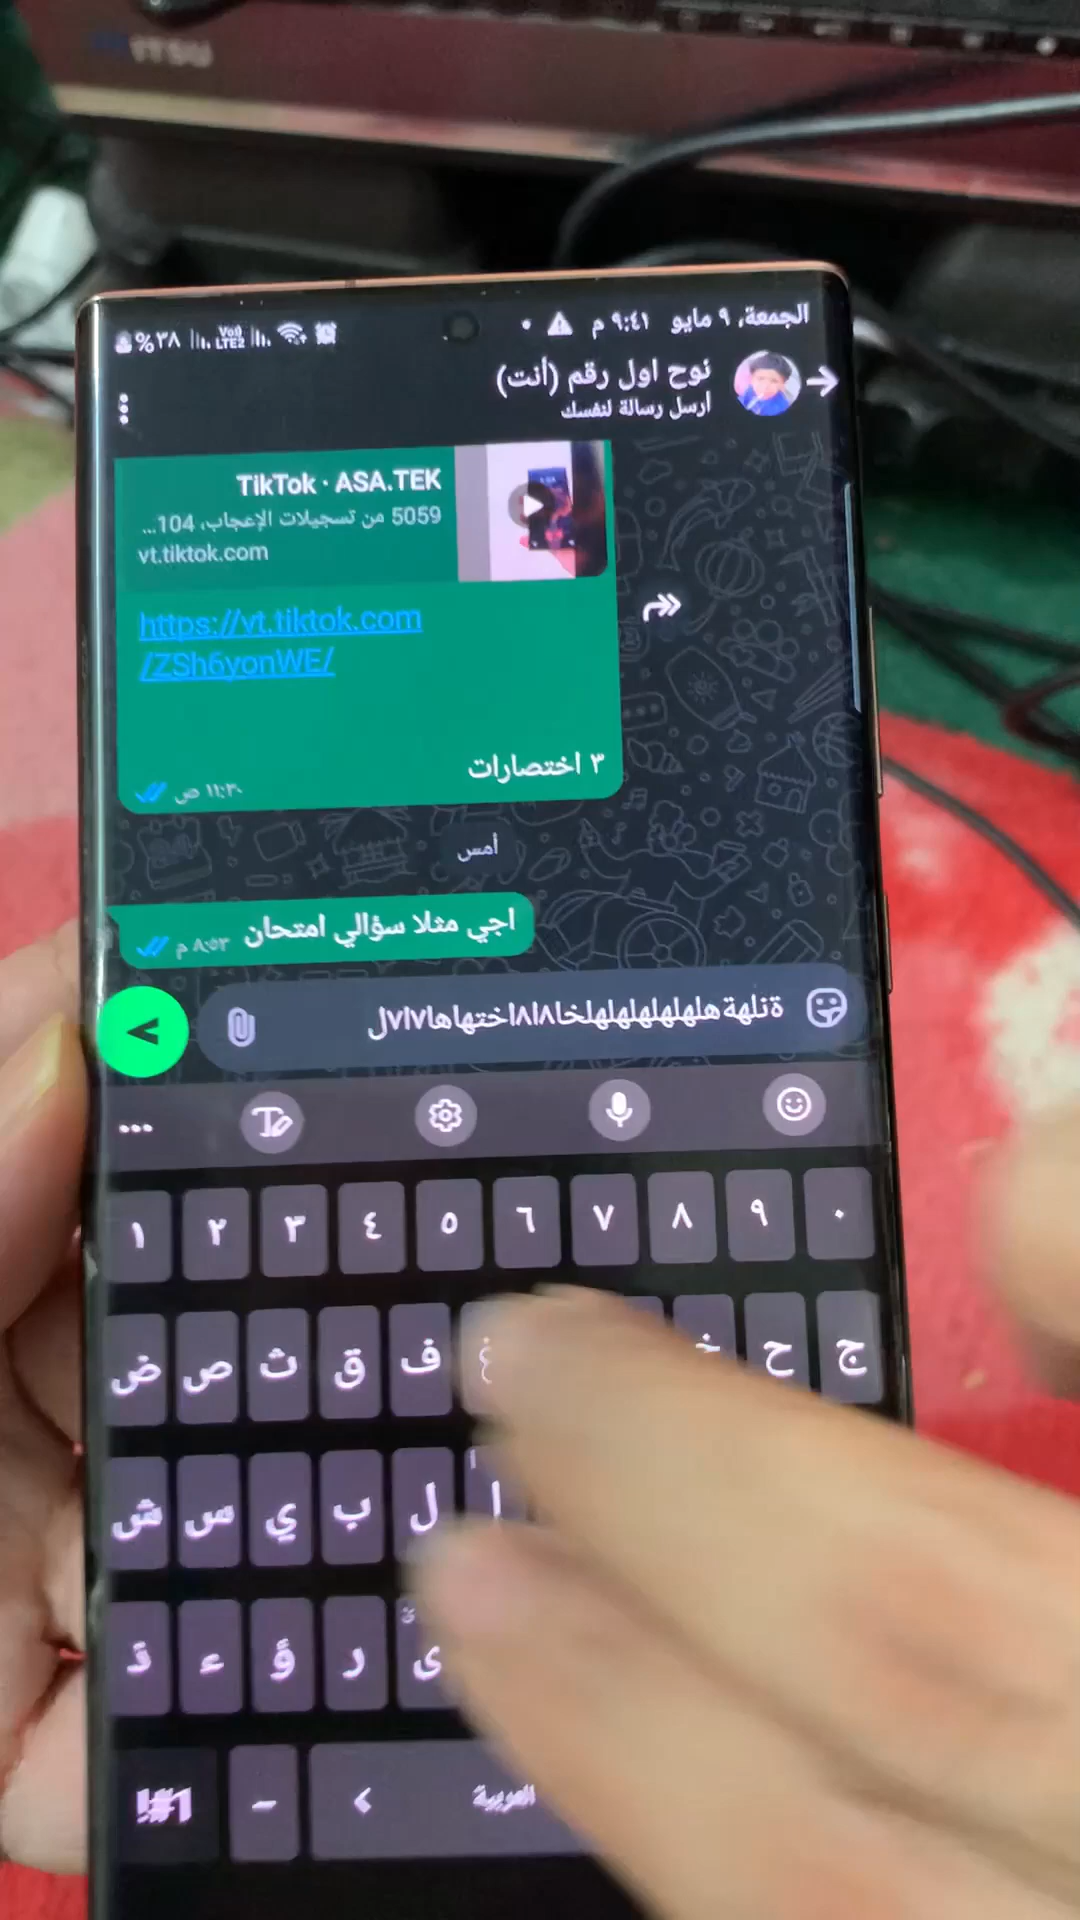 ITSU
الجمعة، ٩ مايو ٩:٤١ م
%٣٨
LTE2
نوح اول رقم (أنت)
أرسل رسالة لنفسك
TikTok · ASA.TEK
5059 من تسجيلات الإعجاب، 104...
vt.tiktok.com
https://vt.tiktok.com
/ZSh6yonWE/
٣ اختصارات
١١:٣٠ ص
أمس
اجي مثلا سؤالي امتحان
٨:٥٣ م
١ ٢ ٣ ٤ ٥ ٦ ٧ ٨ ٩ ٠
ض ص ث ق ف غ خ ح ج
ش س ي ب ل ا
ء ؤ ر ى
!#1 - العربية